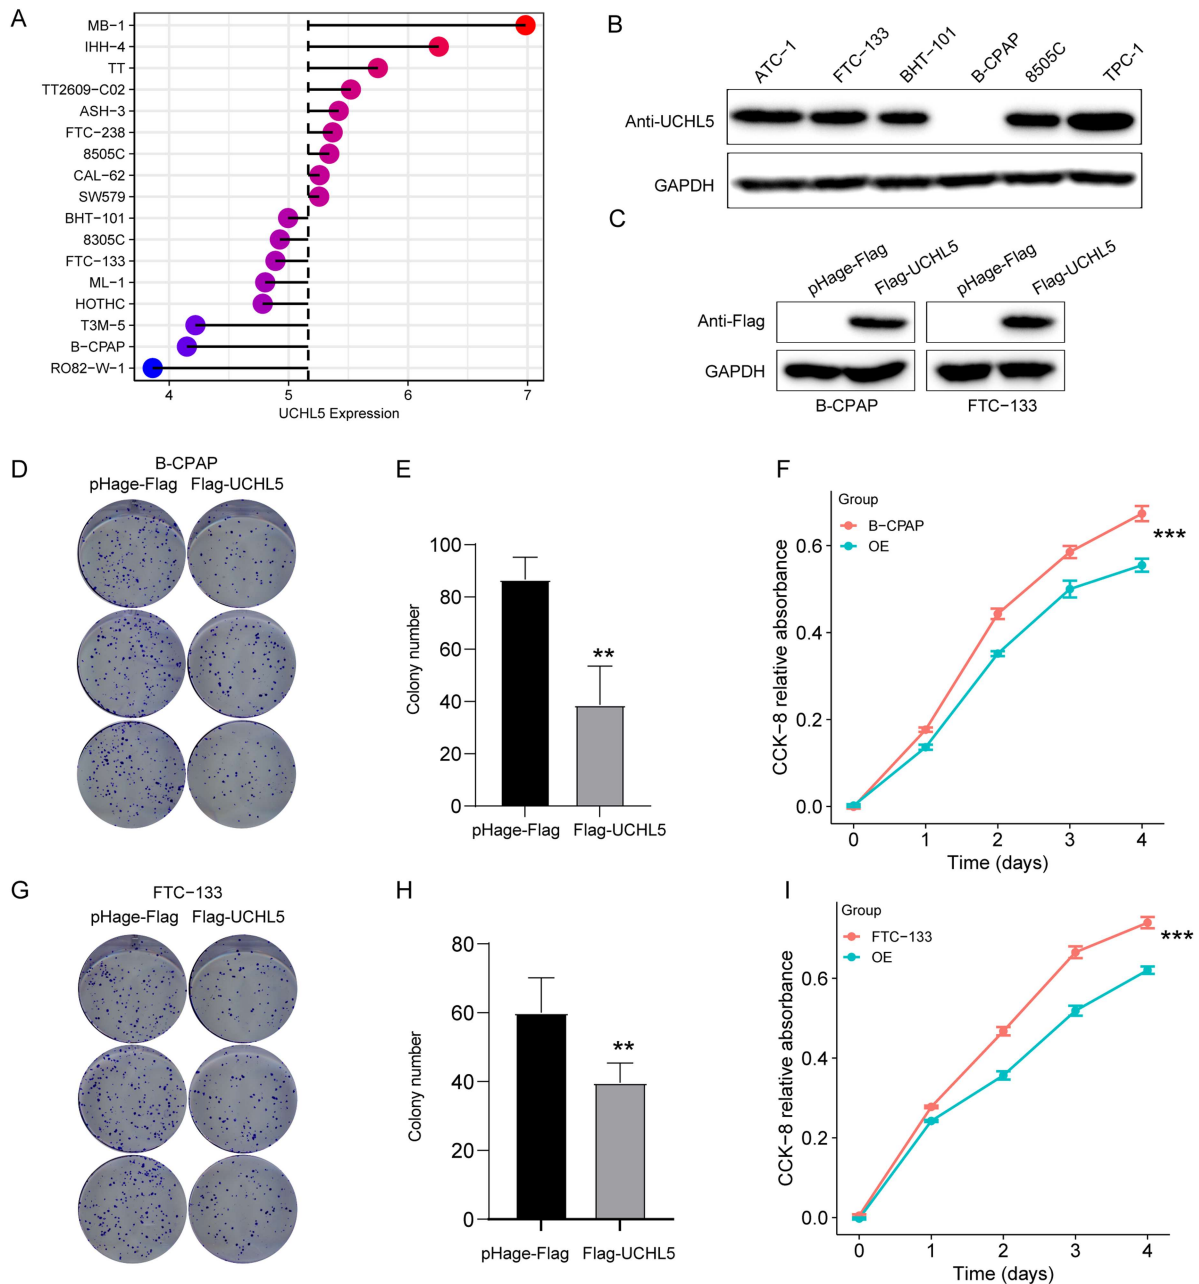 A
MB−1
IHH−4
TT
TT2609−C02
ASH−3
FTC−238
8505C
CAL−62
SW579
BHT−101
8305C
FTC−133
ML−1
HOTHC
T3M−5
B−CPAP
RO82−W−1
4 5 6 7
UCHL5 Expression
B
ATC−1 FTC−133 BHT−101 B-CPAP 8505C TPC-1
Anti-UCHL5
GAPDH
C
pHage-Flag Flag-UCHL5 pHage-Flag Flag-UCHL5
Anti-Flag
GAPDH
B-CPAP FTC−133
D
B-CPAP
pHage-Flag Flag-UCHL5
E
100
80
60
40
20
0
Colony number
**
pHage-Flag Flag-UCHL5
F
Group
B−CPAP
OE
***
0.6
0.4
0.2
0.0
CCK−8 relative absorbance
0 1 2 3 4
Time (days)
G
FTC−133
pHage-Flag Flag-UCHL5
H
80
60
40
20
0
Colony number
**
pHage-Flag Flag-UCHL5
I
Group
FTC−133
OE
***
0.6
0.4
0.2
0.0
CCK−8 relative absorbance
0 1 2 3 4
Time (days)